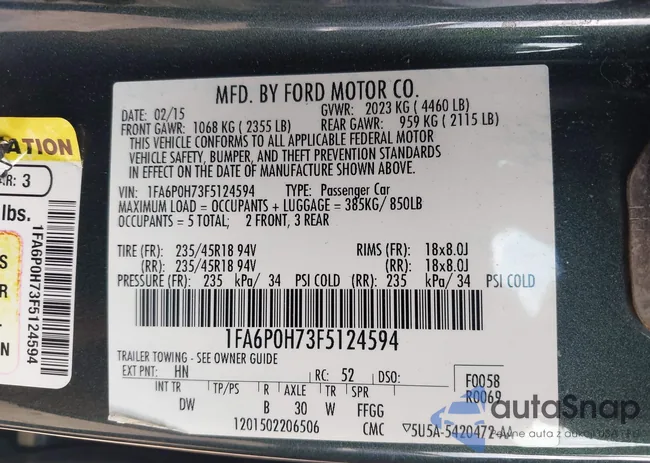 MFD. BY FORD MOTOR CO.
DATE: 02/15 GVWR: 2023 KG ( 4460 LB)
FRONT GAWR: 1068 KG ( 2355 LB) REAR GAWR: 959 KG ( 2115 LB)
THIS VEHICLE CONFORMS TO ALL APPLICABLE FEDERAL MOTOR
VEHICLE SAFETY, BUMPER, AND THEFT PREVENTION STANDARDS
IN EFFECT ON THE DATE OF MANUFACTURE SHOWN ABOVE.
VIN: 1FA6P0H73F5124594 TYPE: Passenger Car
MAXIMUM LOAD = OCCUPANTS + LUGGAGE = 385KG/ 850LB
OCCUPANTS = 5 TOTAL; 2 FRONT, 3 REAR
TIRE (FR): 235/45R18 94V RIMS (FR): 18x8.0J
(RR): 235/45R18 94V (RR): 18x8.0J
PRESSURE (FR): 235 kPa/ 34 PSI COLD (RR): 235 kPa/ 34 PSI COLD
1FA6P0H73F5124594
TRAILER TOWING - SEE OWNER GUIDE
EXT PNT: HN RC: 52 DSO: F0058
INT TR TP/PS R AXLE TR SPR R0069
DW B 30 W FFGG
1201502206506 CMC 5U5A-5420472-AA
ATION
AR: 3
lbs.
S
R
ON
1FA6P0H73F5124594
autoSnap